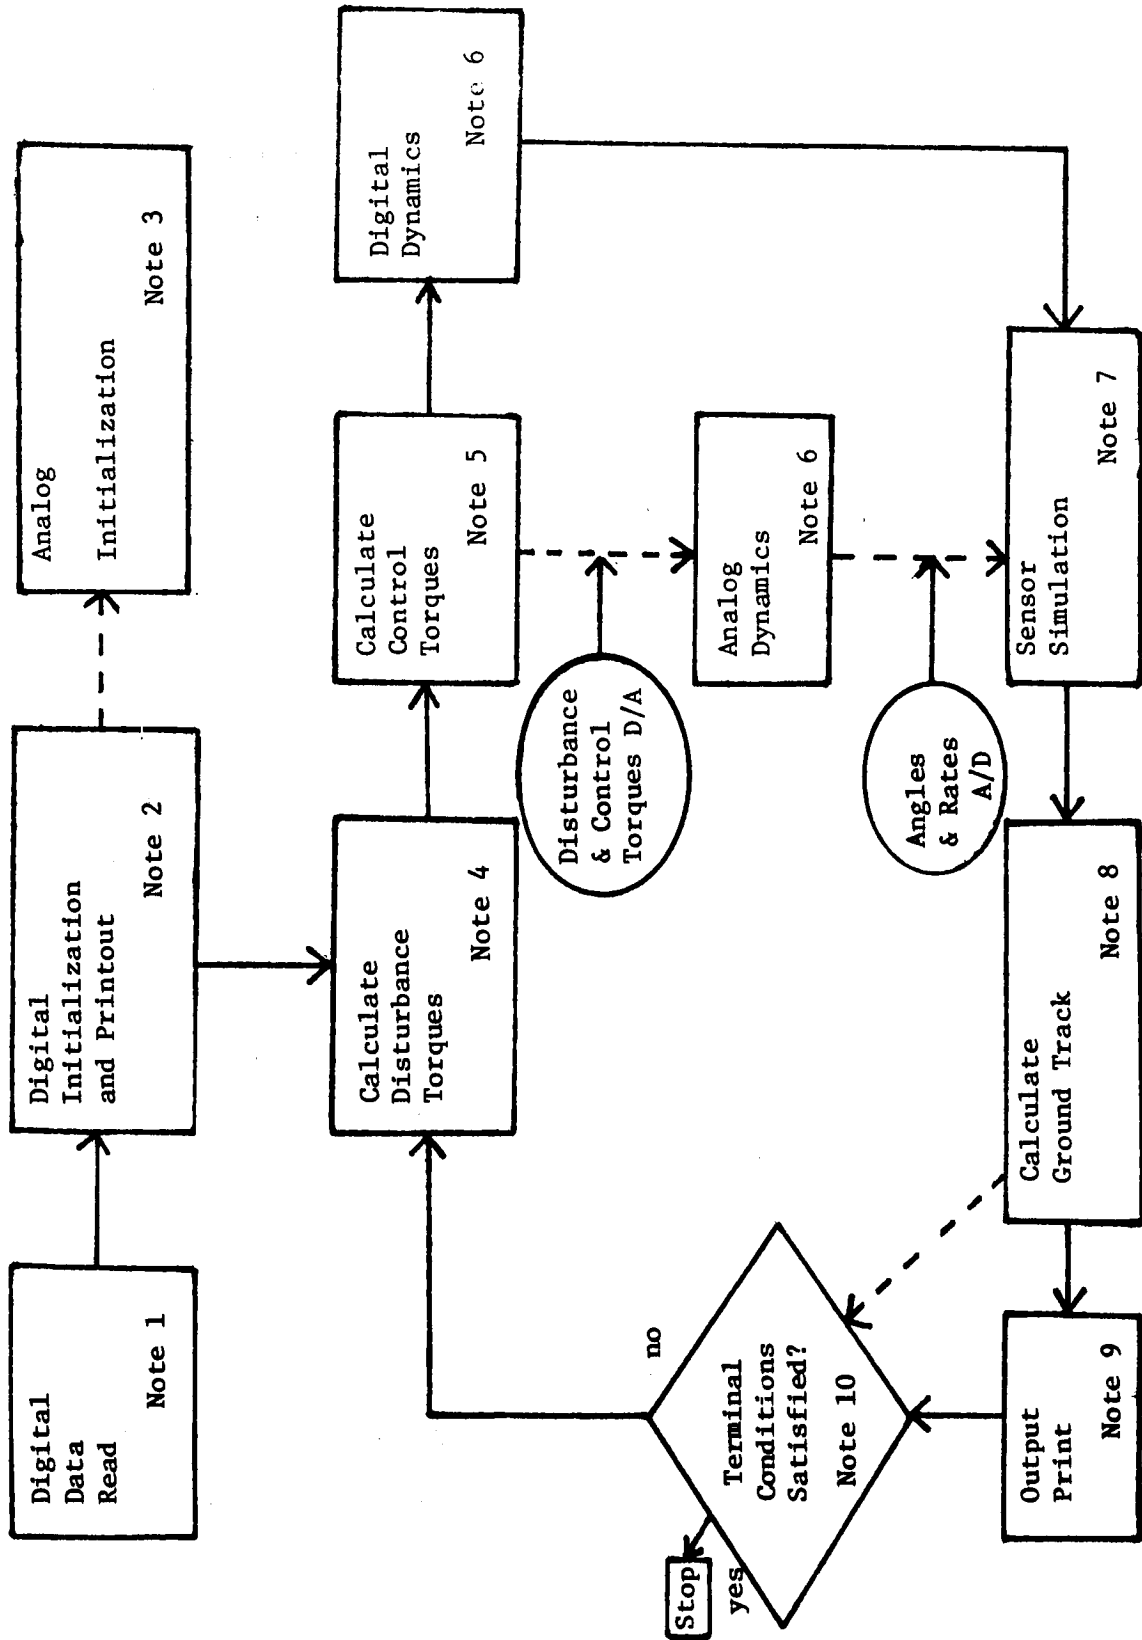 Digital
Data
Read
Note 1
Digital
Initialization
and Printout
Note 2
Analog
Initialization
Note 3
Calculate
Disturbance
Torques
Note 4
Calculate
Control
Torques
Note 5
Digital
Dynamics
Note 6
Disturbance
& Control
Torques D/A
Analog
Dynamics
Note 6
Angles
& Rates
A/D
Sensor
Simulation
Note 7
Calculate
Ground Track
Note 8
Output
Print
Note 9
Terminal
Conditions
Satisfied?
Note 10
no
yes
Stop